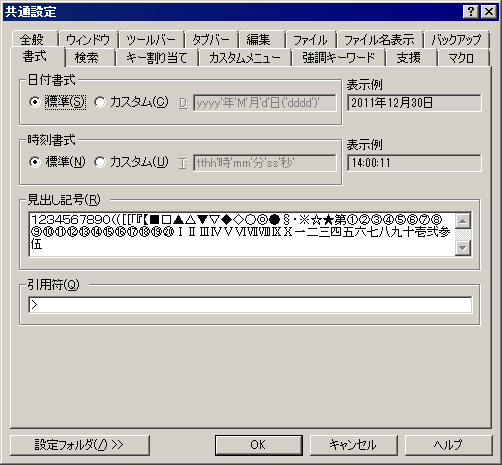 共通設定
全般 ウィンドウ ツールバー タブバー 編集 ファイル ファイル名表示 バックアップ
書式 検索 キー割り当て カスタムメニュー 強調キーワード 支援 マクロ
日付書式 表示例
標準(S) カスタム(C) D: yyyy'年'M'月'd'日('dddd')' 2011年12月30日
時刻書式 表示例
標準(N) カスタム(U) T: tthh'時'mm'分'ss'秒' 14:00:11
見出し記号(R)
1234567890(([[[『【■□▲△▼▽◆◇○◎●§・※☆★第①②③④⑤⑥⑦⑧
⑨⑩⑪⑫⑬⑭⑮⑯⑰⑱⑲⑳ⅠⅡⅢⅣⅤⅥⅦⅧⅨⅩ一二三四五六七八九十壱弐参
伍
引用符(Q)
>
設定フォルダ(/) >> OK キャンセル ヘルプ